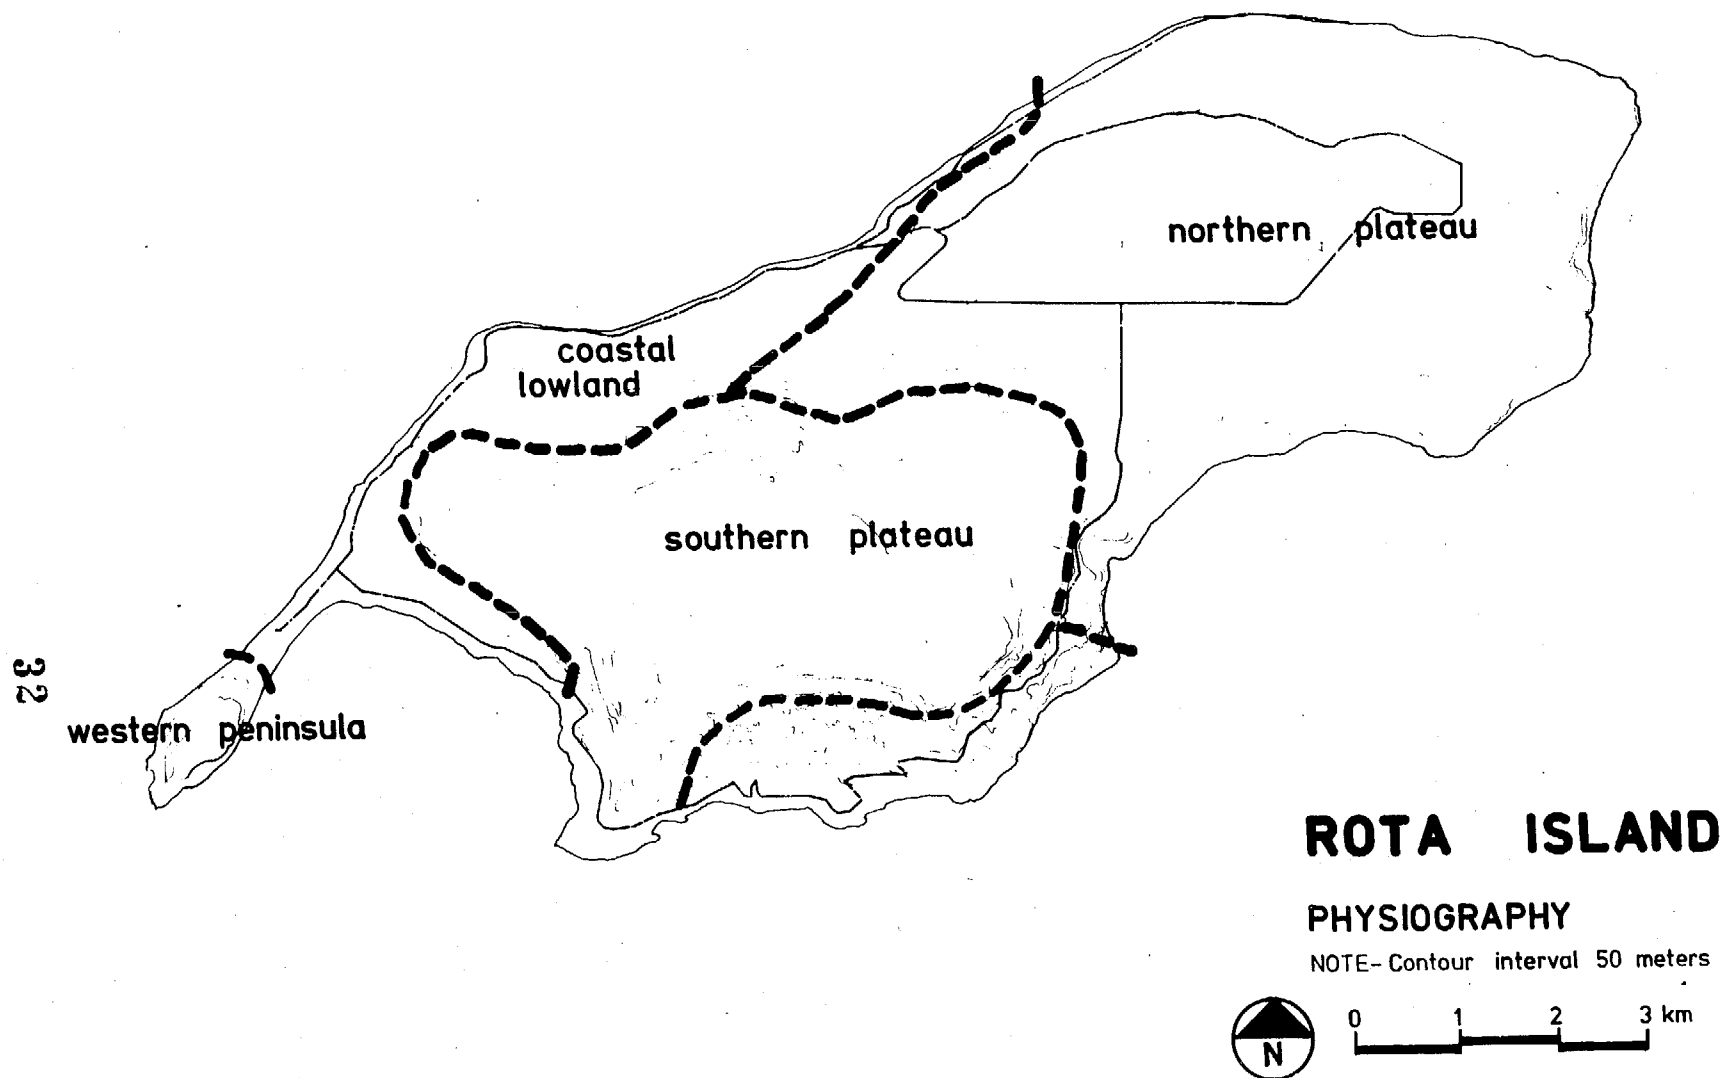 northern plateau
coastal
lowland
southern plateau
western peninsula
32
ROTA ISLAND
PHYSIOGRAPHY
NOTE-Contour interval 50 meters
N
0 1 2 3 km